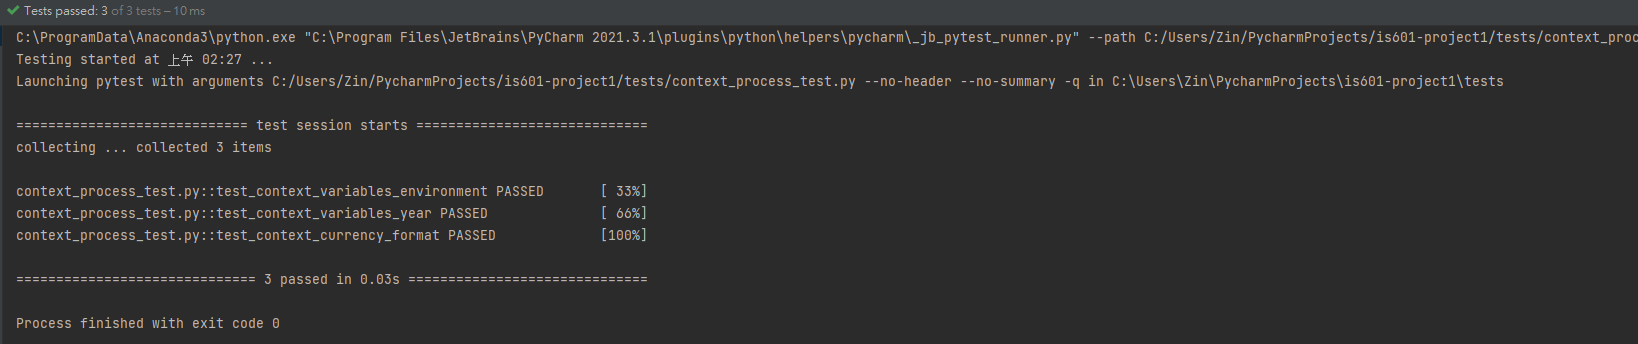 Tests passed: 3 of 3 tests – 10 ms
C:\ProgramData\Anaconda3\python.exe "C:\Program Files\JetBrains\PyCharm 2021.3.1\plugins\python\helpers\pycharm\_jb_pytest_runner.py" --path C:/Users/Zin/PycharmProjects/is601-project1/tests/context_proc
Testing started at 上午 02:27 ...
Launching pytest with arguments C:/Users/Zin/PycharmProjects/is601-project1/tests/context_process_test.py --no-header --no-summary -q in C:\Users\Zin\PycharmProjects\is601-project1\tests
============================= test session starts =============================
collecting ... collected 3 items
context_process_test.py::test_context_variables_environment PASSED       [ 33%]
context_process_test.py::test_context_variables_year PASSED              [ 66%]
context_process_test.py::test_context_currency_format PASSED             [100%]
============================== 3 passed in 0.03s ==============================
Process finished with exit code 0